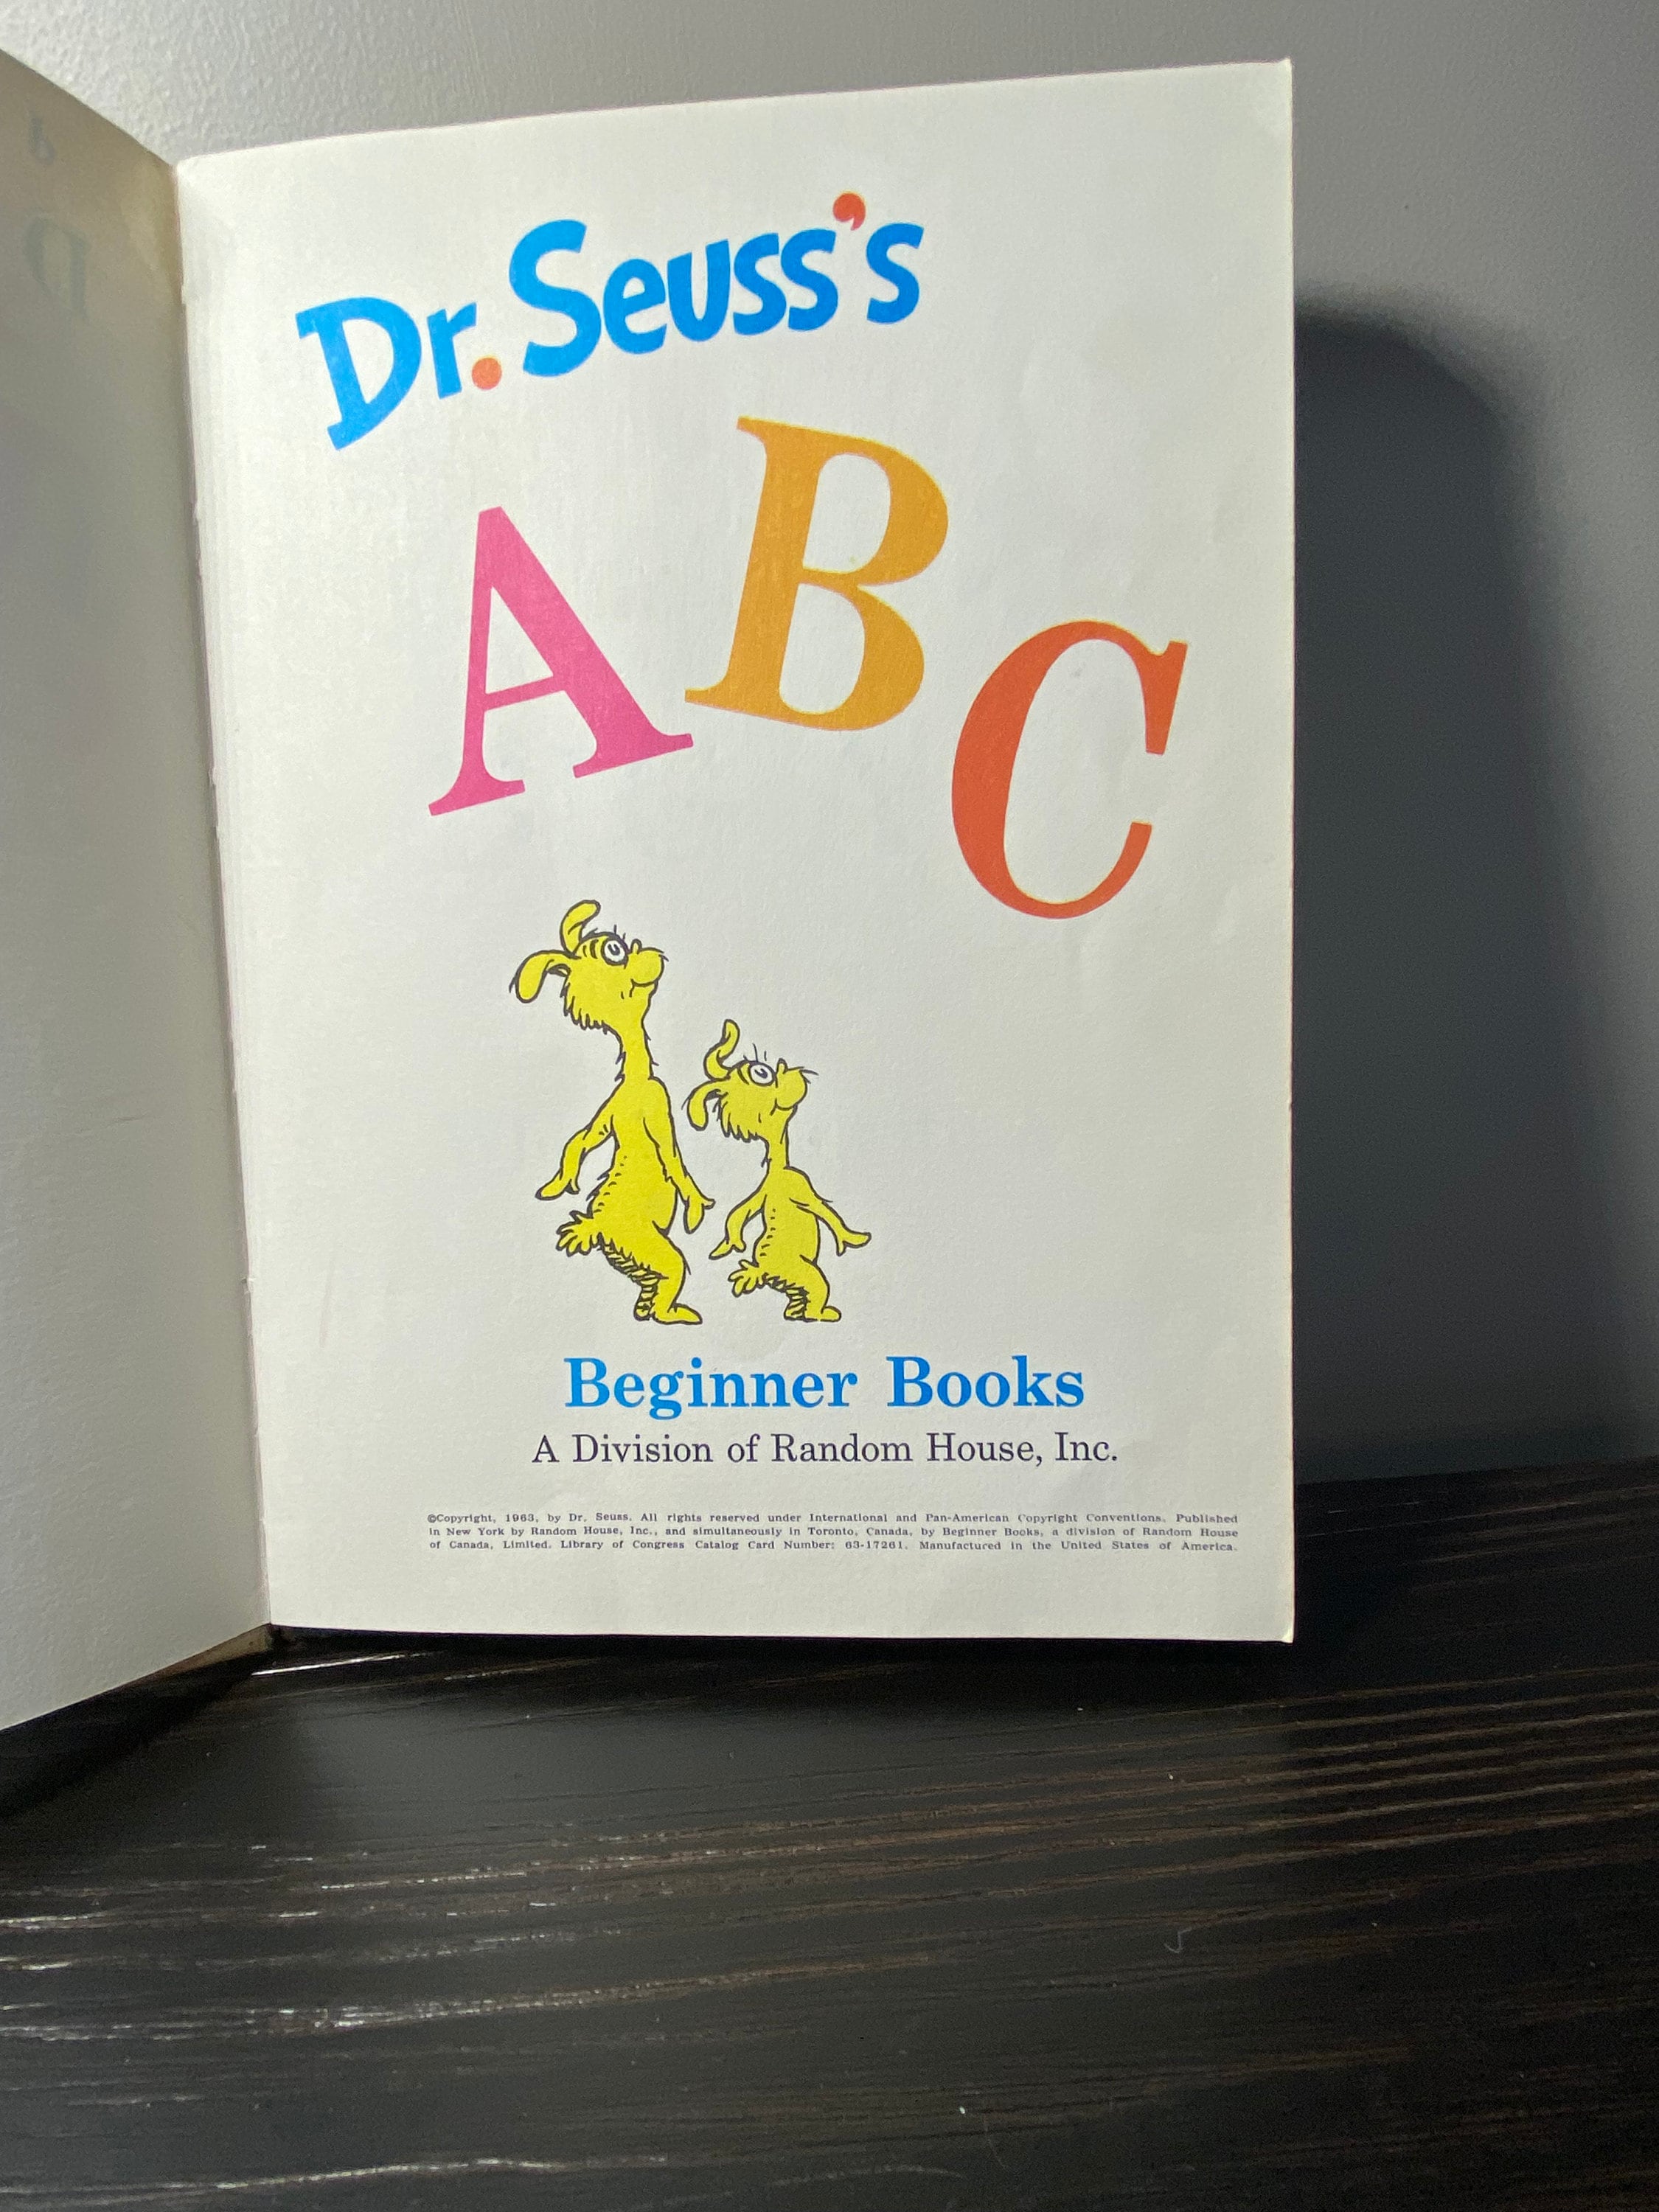 Dr. Seuss's
A B C
Beginner Books
A Division of Random House, Inc.
©Copyright, 1963, by Dr. Seuss. All rights reserved under International and Pan-American Copyright Conventions. Published
in New York by Random House, Inc., and simultaneously in Toronto, Canada, by Beginner Books, a division of Random House
of Canada, Limited. Library of Congress Catalog Card Number: 63-17261. Manufactured in the United States of America.